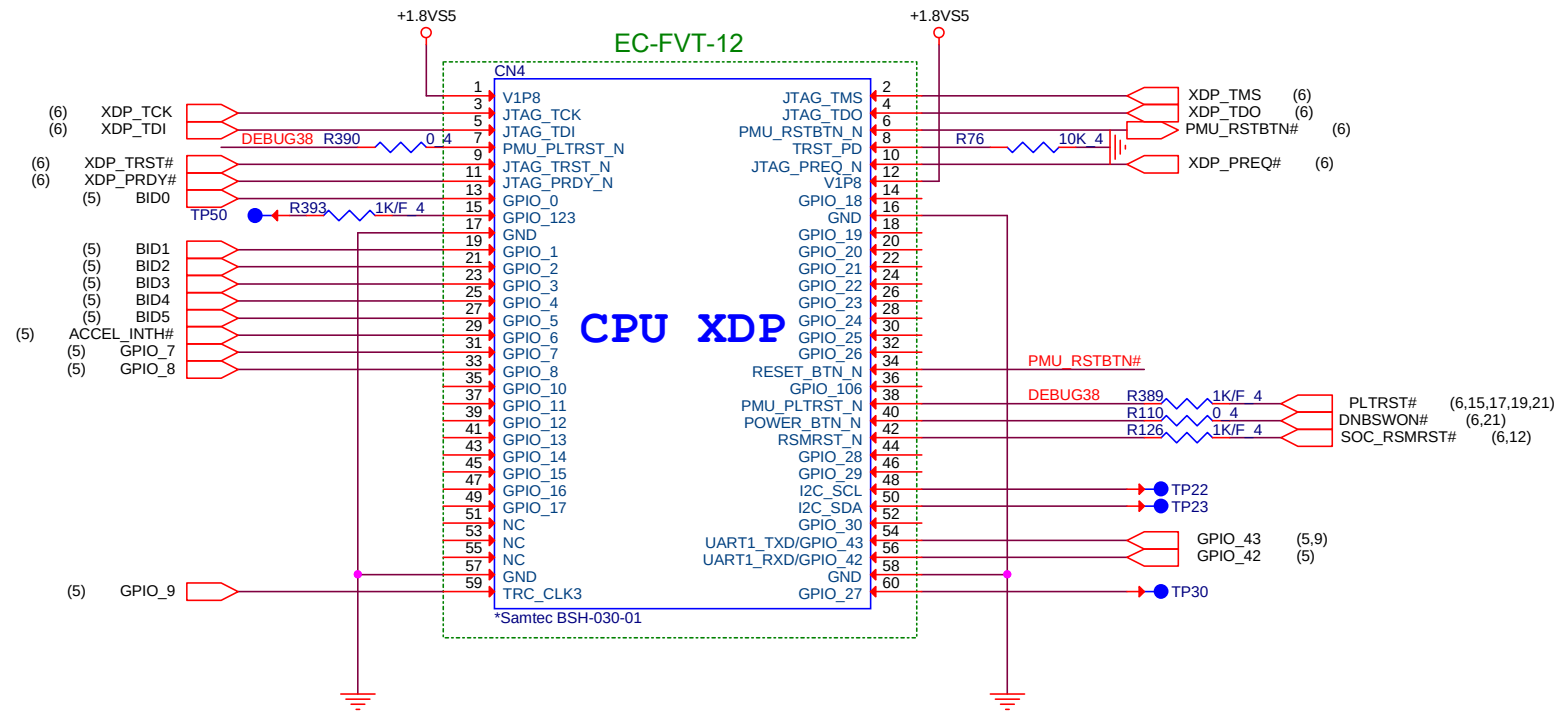 +1.8VS5 +1.8VS5
EC-FVT-12
CN4
1 V1P8 JTAG_TMS 2 XDP_TMS (6)
(6) XDP_TCK 3 JTAG_TCK JTAG_TDO 4 XDP_TDO (6)
(6) XDP_TDI 5 JTAG_TDI PMU_RSTBTN_N 6 PMU_RSTBTN# (6)
DEBUG38 R390 0_4 7 PMU_PLTRST_N TRST_PD 8 R76 10K_4
(6) XDP_TRST# 9 JTAG_TRST_N JTAG_PREQ_N 10 XDP_PREQ# (6)
(6) XDP_PRDY# 11 JTAG_PRDY_N V1P8 12
(5) BID0 13 GPIO_0 GPIO_18 14
TP50 R393 1K/F_4 15 GPIO_123 GND 16
17 GND GPIO_19 18
(5) BID1 19 GPIO_1 GPIO_20 20
(5) BID2 21 GPIO_2 GPIO_21 22
(5) BID3 23 GPIO_3 GPIO_22 24
(5) BID4 25 GPIO_4 GPIO_23 26
(5) BID5 27 GPIO_5 GPIO_24 28
CPU XDP
(5) ACCEL_INTH# 29 GPIO_6 GPIO_25 30
(5) GPIO_7 31 GPIO_7 GPIO_26 32
(5) GPIO_8 33 GPIO_8 RESET_BTN_N 34 PMU_RSTBTN#
35 GPIO_10 GPIO_106 36
37 GPIO_11 PMU_PLTRST_N 38 DEBUG38 R389 1K/F_4 PLTRST# (6,15,17,19,21)
39 GPIO_12 POWER_BTN_N 40 R110 0_4 DNBSWON# (6,21)
41 GPIO_13 RSMRST_N 42 R126 1K/F_4 SOC_RSMRST# (6,12)
43 GPIO_14 GPIO_28 44
45 GPIO_15 GPIO_29 46
47 GPIO_16 I2C_SCL 48 TP22
49 GPIO_17 I2C_SDA 50 TP23
51 NC GPIO_30 52
53 NC UART1_TXD/GPIO_43 54 GPIO_43 (5,9)
55 NC UART1_RXD/GPIO_42 56 GPIO_42 (5)
57 GND GND 58
(5) GPIO_9 59 TRC_CLK3 GPIO_27 60 TP30
*Samtec BSH-030-01